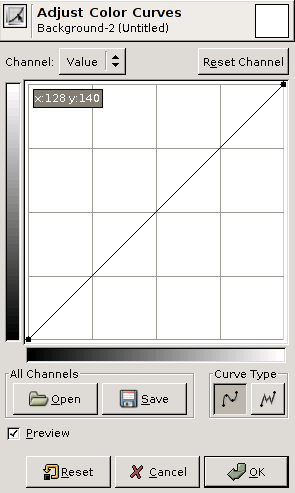 Adjust Color Curves
Background-2 (Untitled)
Channel: Value Reset Channel
x:128 y:140
All Channels Curve Type
Open Save
Preview
Reset Cancel OK